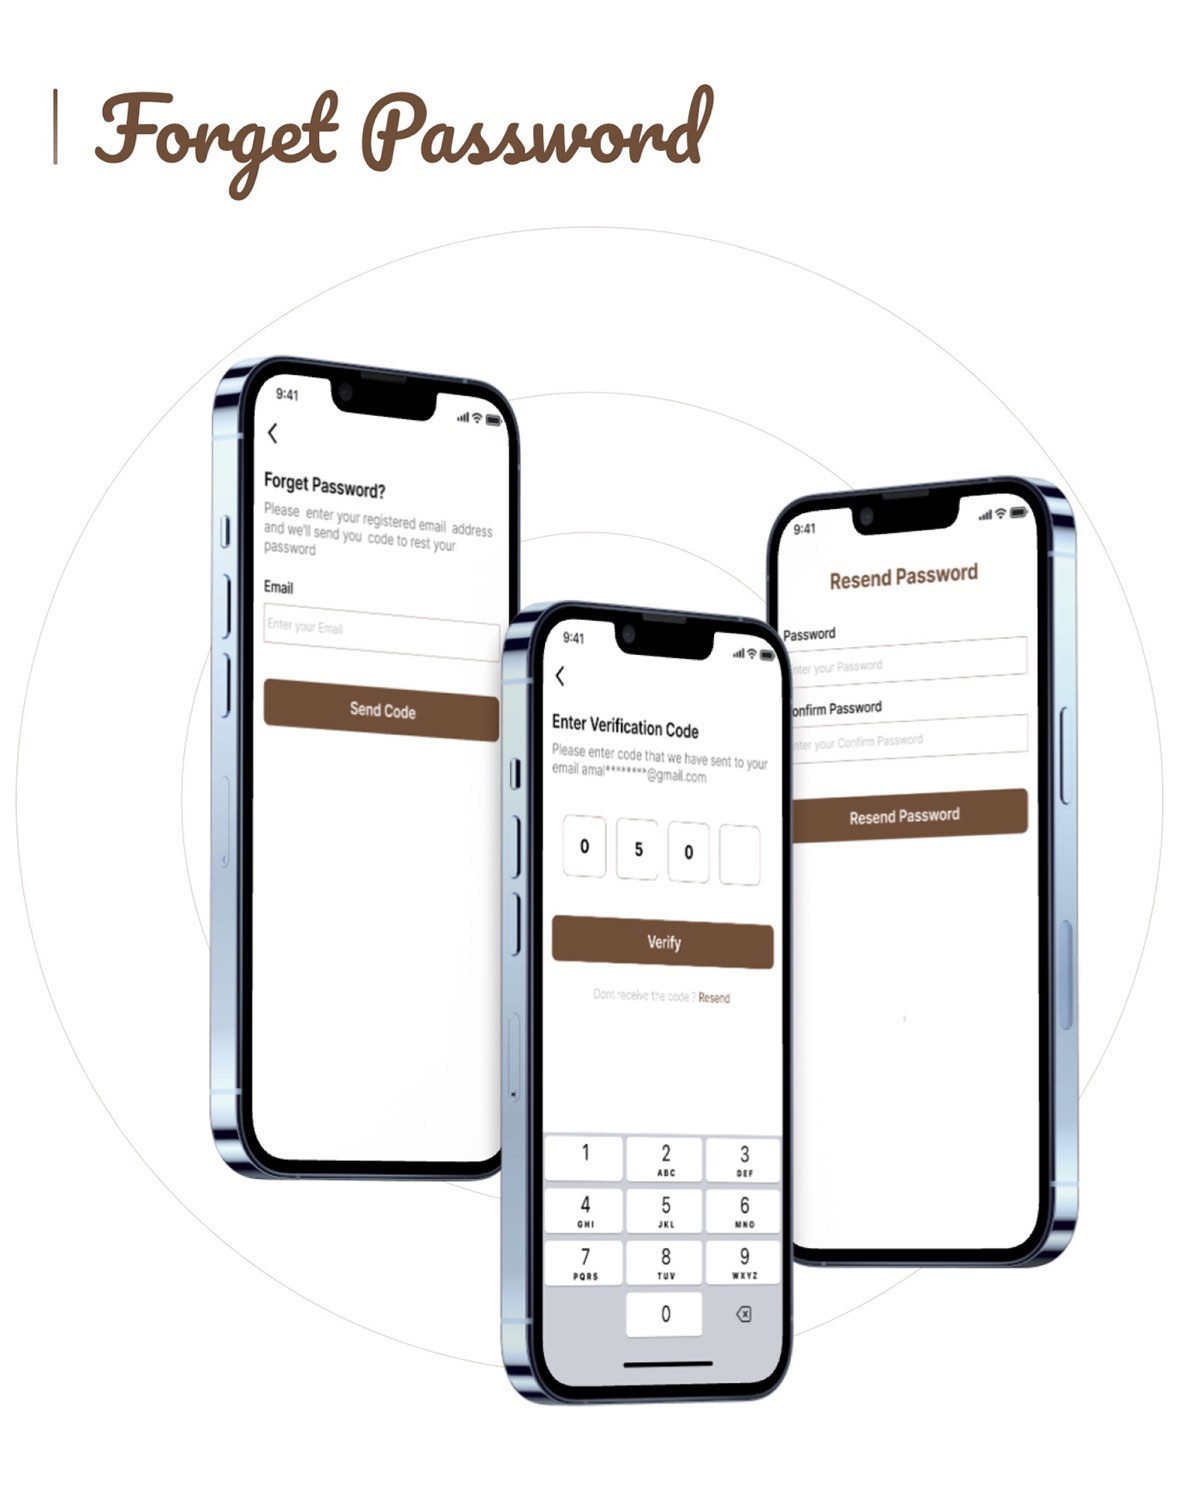 Forget Password
9:41
Forget Password?
Please enter your registered email address
and we'll send you code to rest your
password
Email
Enter your Email
Send Code
9:41
Enter Verification Code
Please enter code that we have sent to your
email amal********@gmail.com
0 5 0
Verify
Dont receive the code ? Resend
1 2 3
ABC DEF
4 5 6
GHI JKL MNO
7 8 9
PQRS TUV WXYZ
0
9:41
Resend Password
Password
nter your Password
onfirm Password
nter your Confirm Password
Resend Password